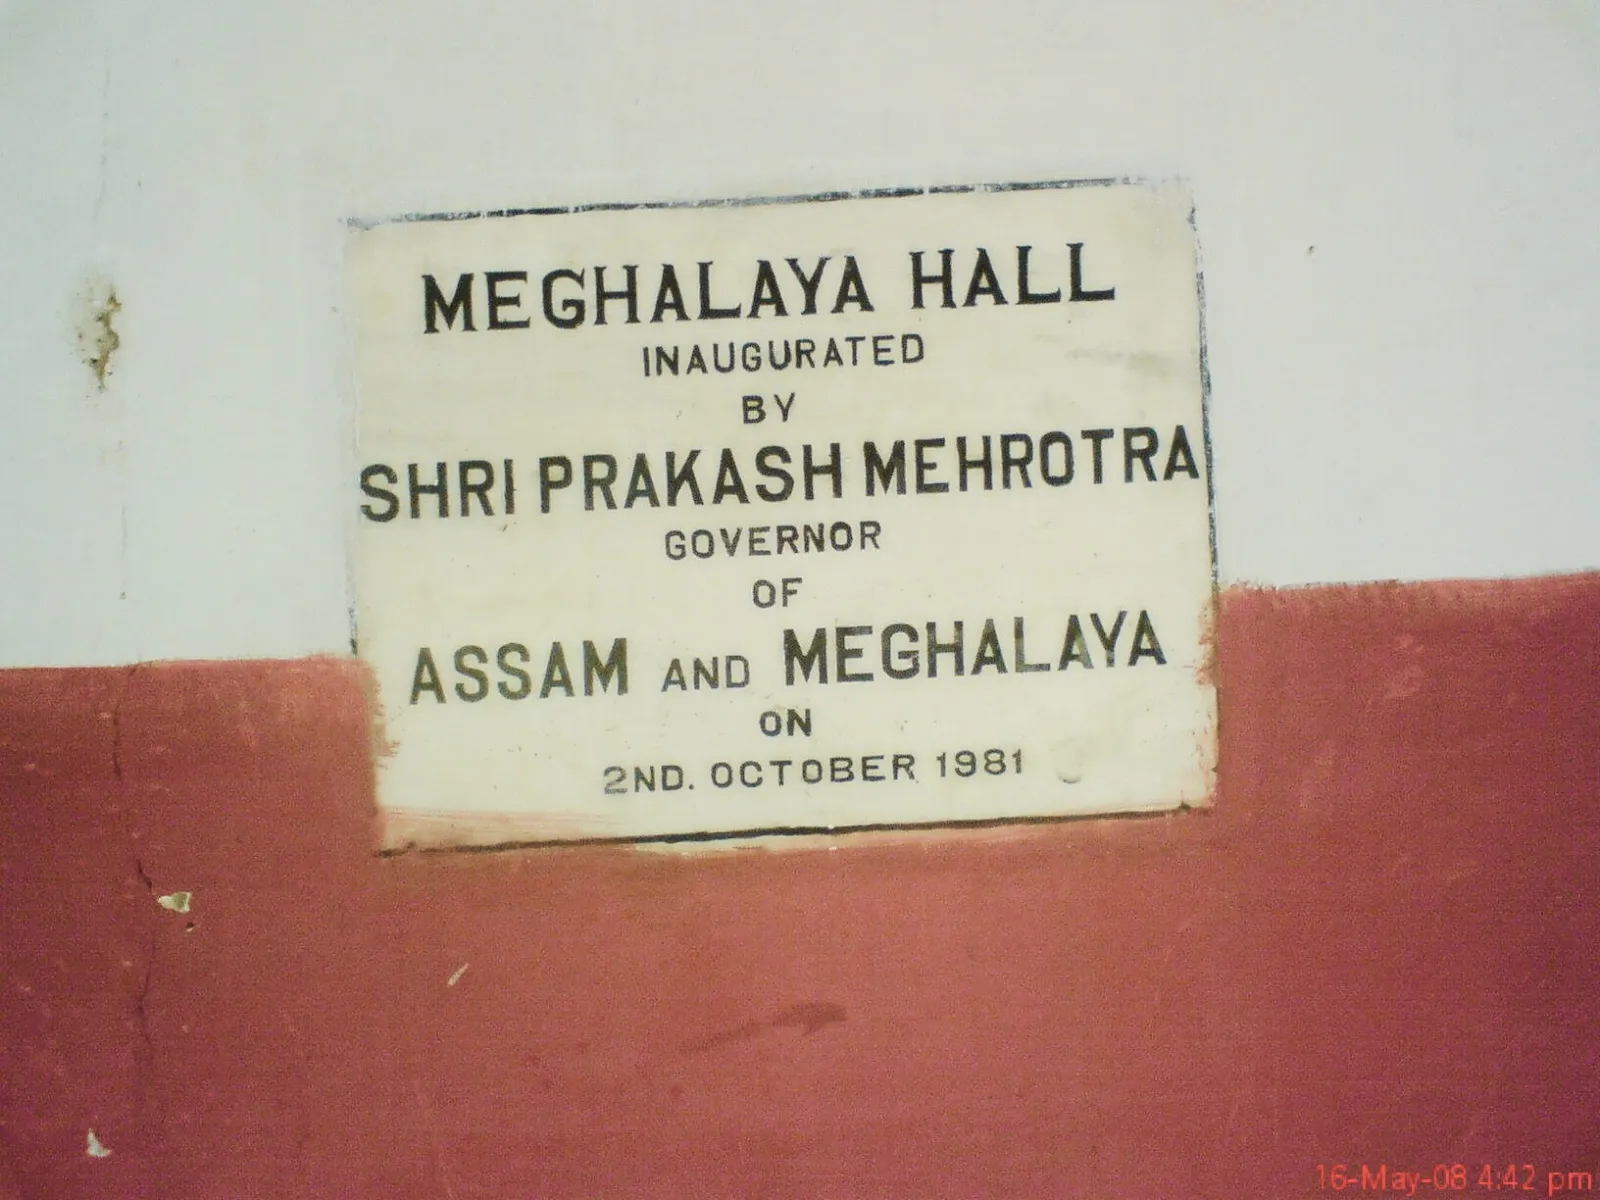 MEGHALAYA HALL
INAUGURATED
BY
SHRI PRAKASH MEHROTRA
GOVERNOR
OF
ASSAM AND MEGHALAYA
ON
2ND. OCTOBER 1981
16-May-08 4:42 pm